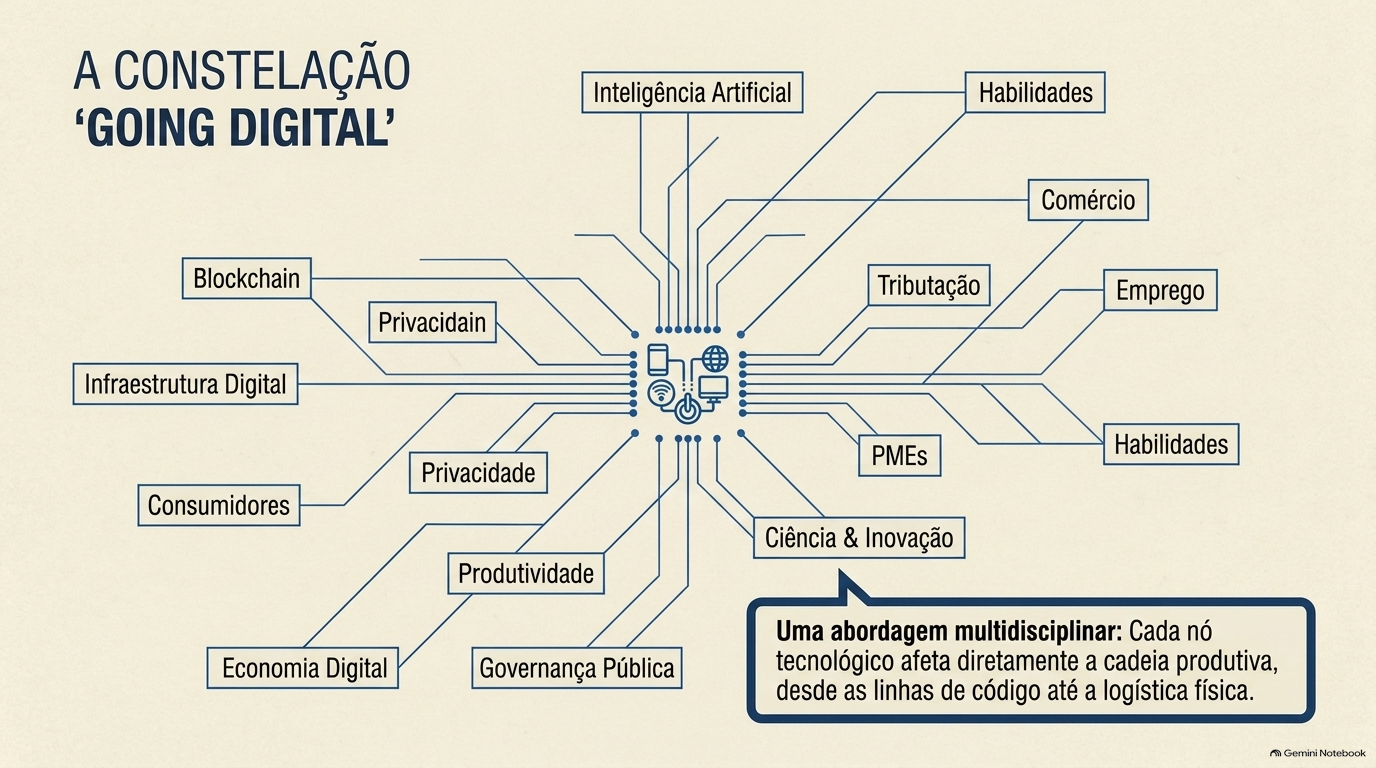 A CONSTELAÇÃO
‘GOING DIGITAL’
Inteligência Artificial
Habilidades
Comércio
Blockchain
Tributação
Emprego
Privacidain
Infraestrutura Digital
Habilidades
PMEs
Privacidade
Consumidores
Ciência & Inovação
Produtividade
Economia Digital
Governança Pública
Uma abordagem multidisciplinar: Cada nó
tecnológico afeta diretamente a cadeia produtiva,
desde as linhas de código até a logística física.
Gemini Notebook